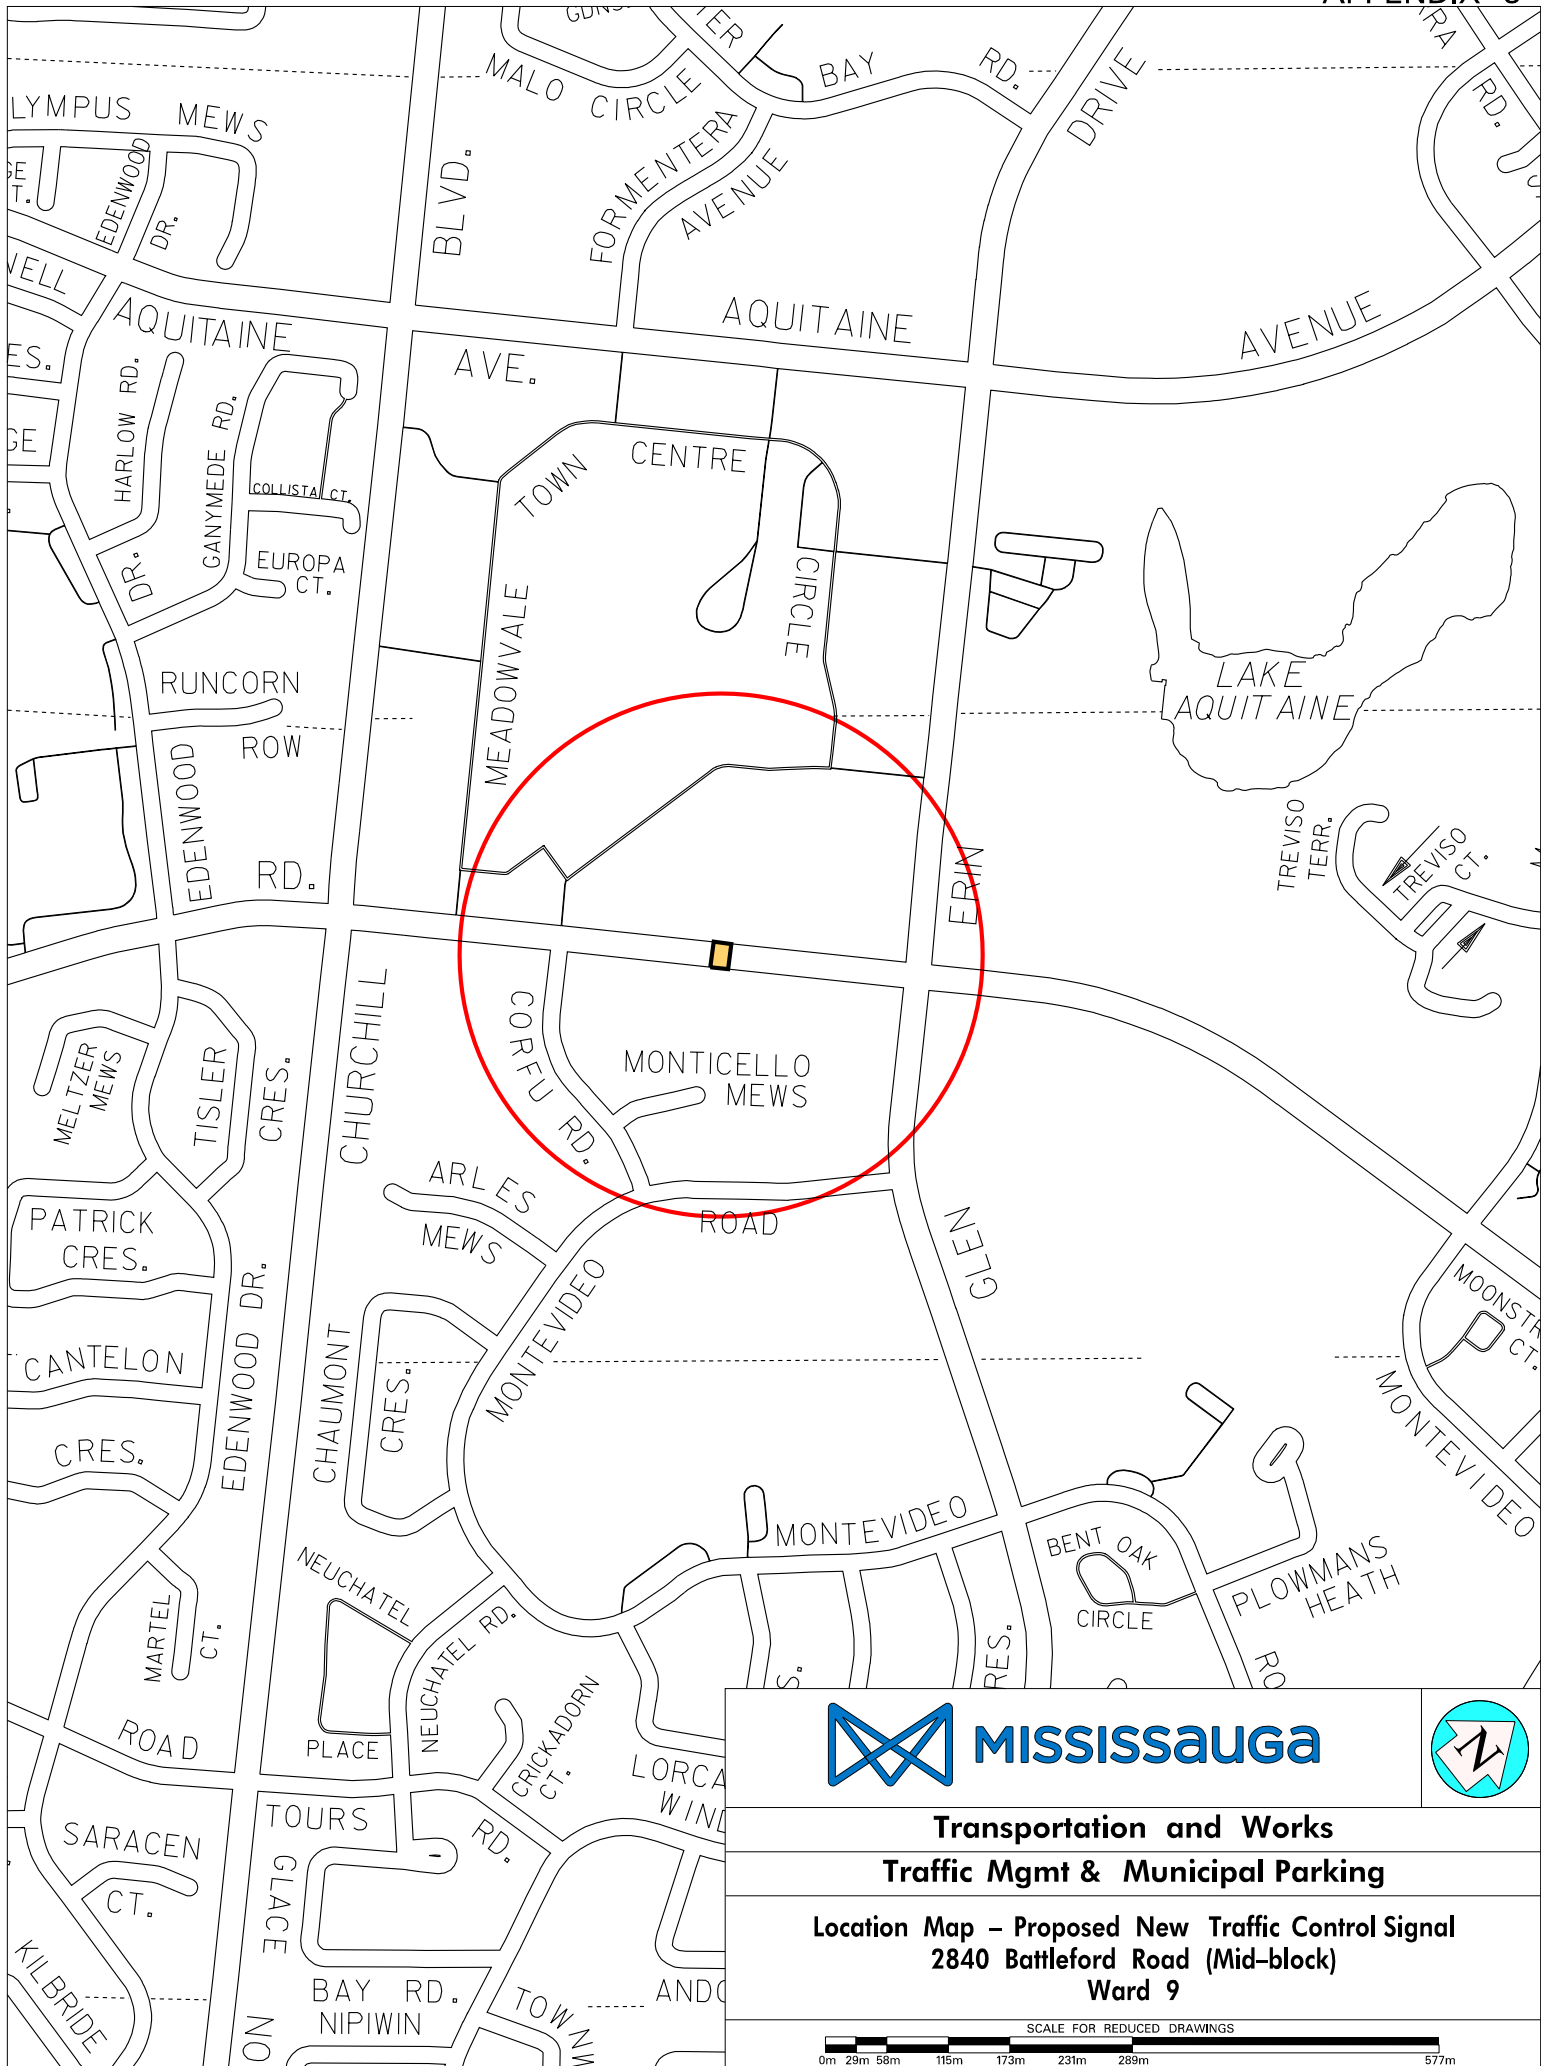 MALO CIRCLE
BAY RD.
DRIVE
RD.
LYMPUS MEWS
EDENWOOD
DR.
BLVD.
FORMENTERA
AVENUE
AQUITAINE
AVE.
AQUITAINE
AVENUE
HARLOW RD.
GANYMEDE RD.
COLLISTA CT.
EUROPA
CT.
DR.
TOWN
CENTRE
CIRCLE
MEADOWVALE
RUNCORN
ROW
LAKE
AQUITAINE
EDENWOOD
RD.
ERIN
TREVISO
TERR.
TREVISO
CT.
CHURCHILL
CORFU RD.
MONTICELLO
MEWS
MELTZER
MEWS
TISLER
CRES.
ARLES
MEWS
ROAD
GLEN
PATRICK
CRES.
MONTEVIDEO
CANTELON
CRES.
EDENWOOD DR.
CHAUMONT
CRES.
CT.
MONTEVIDEO
MONTEVIDEO
BENT OAK
CIRCLE
PLOWMANS
HEATH
NEUCHATEL
PLACE
NEUCHATEL RD.
MARTEL
CT.
CRICKADORN
CT.
ROAD
TOURS
RD.
SARACEN
CT.
GLACE
BAY RD.
NIPIWIN
KILBRIDE
MISSISSAUGA
N
Transportation and Works
Traffic Mgmt & Municipal Parking
Location Map – Proposed New Traffic Control Signal
2840 Battleford Road (Mid–block)
Ward 9
SCALE FOR REDUCED DRAWINGS
0m 29m 58m 115m 173m 231m 289m 577m